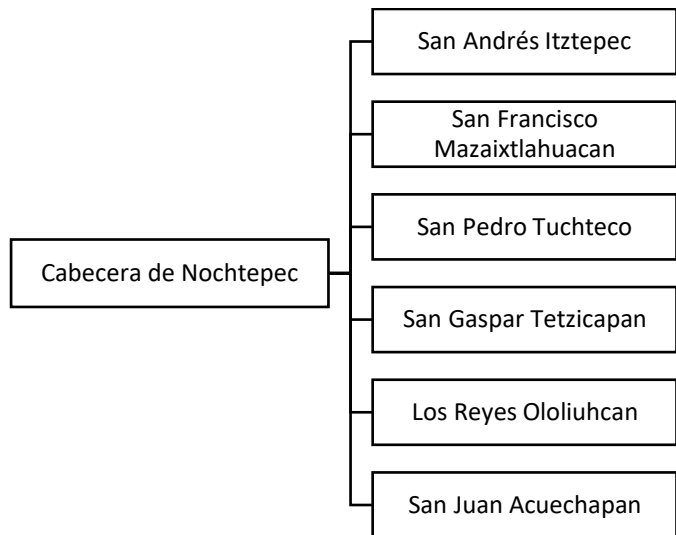 San Andrés Itztepec
San Francisco
Mazaixtlahuacan
San Pedro Tuchteco
Cabecera de Nochtepec
San Gaspar Tetzicapan
Los Reyes Ololiuhcan
San Juan Acuechapan